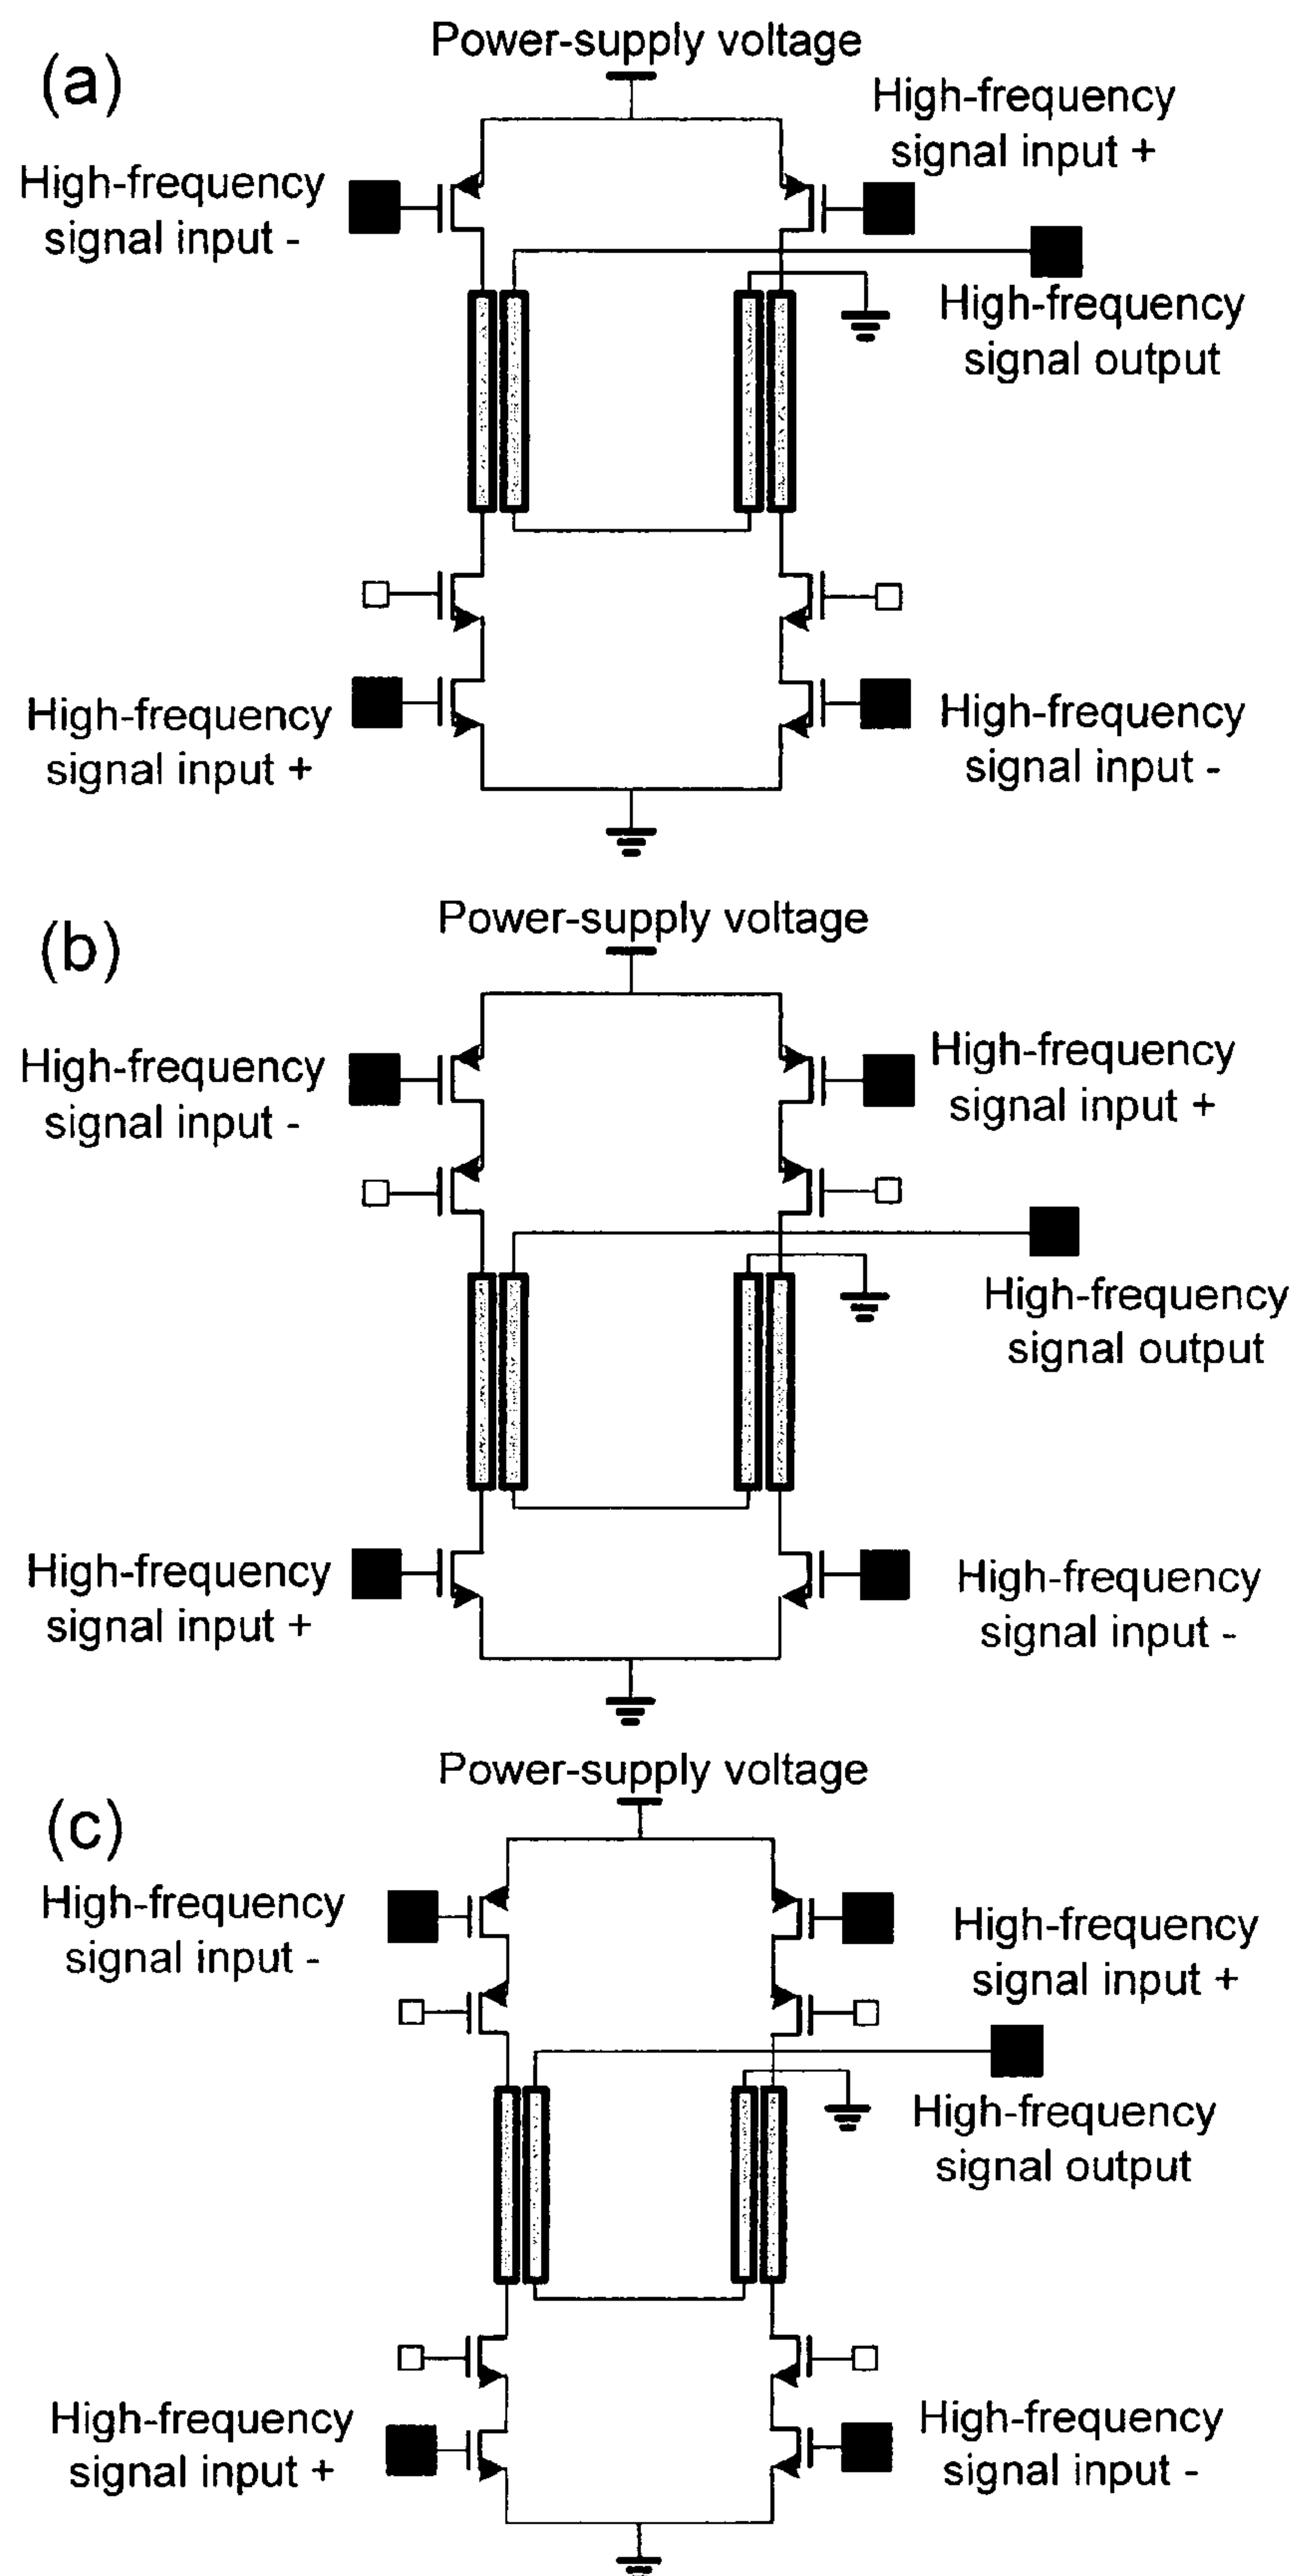 (a)
Power-supply voltage
High-frequency
signal input +
High-frequency
signal input -
High-frequency
signal output
High-frequency
signal input +
High-frequency
signal input -
(b)
Power-supply voltage
High-frequency
signal input -
High-frequency
signal input +
High-frequency
signal output
High-frequency
signal input +
High-frequency
signal input -
(c)
Power-supply voltage
High-frequency
signal input -
High-frequency
signal input +
High-frequency
signal output
High-frequency
signal input +
High-frequency
signal input -